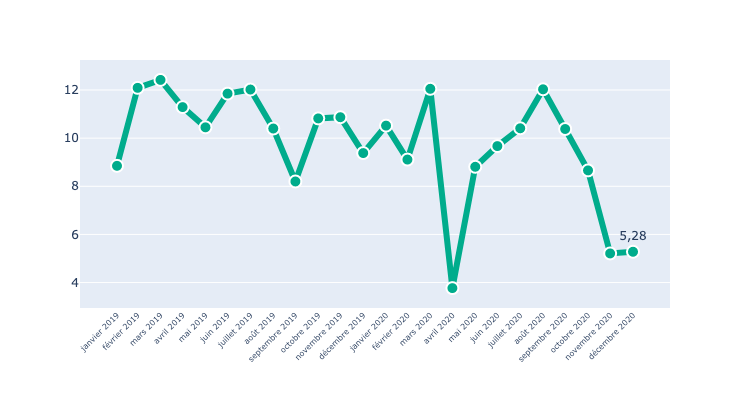 12
10
8
6
4
5,28
janvier 2019
février 2019
mars 2019
avril 2019
mai 2019
juin 2019
juillet 2019
août 2019
septembre 2019
octobre 2019
novembre 2019
décembre 2019
janvier 2020
février 2020
mars 2020
avril 2020
mai 2020
juin 2020
juillet 2020
août 2020
septembre 2020
octobre 2020
novembre 2020
décembre 2020